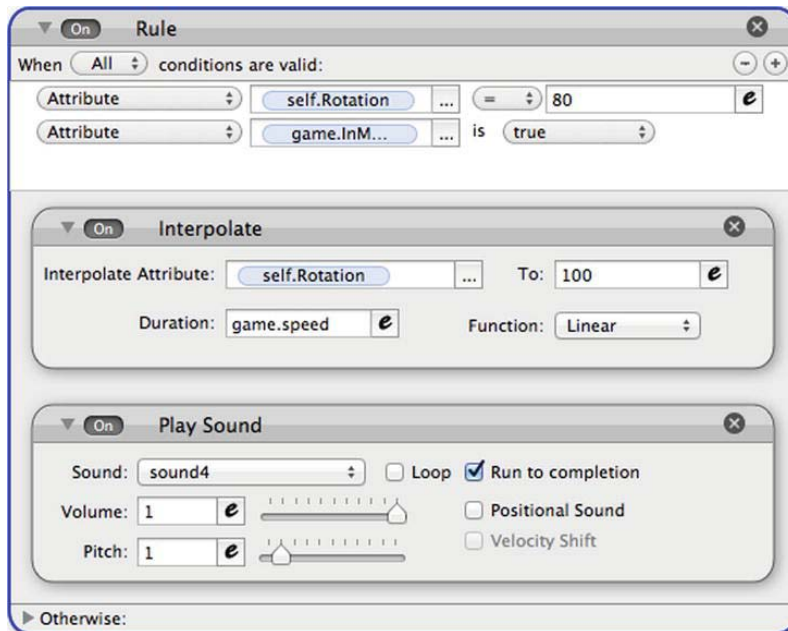 On Rule
When All conditions are valid:
Attribute self.Rotation ... = 80 e
Attribute game.InM... ... is true
On Interpolate
Interpolate Attribute: self.Rotation ... To: 100 e
Duration: game.speed e Function: Linear
On Play Sound
Sound: sound4 Loop Run to completion
Volume: 1 e Positional Sound
Pitch: 1 e Velocity Shift
Otherwise: